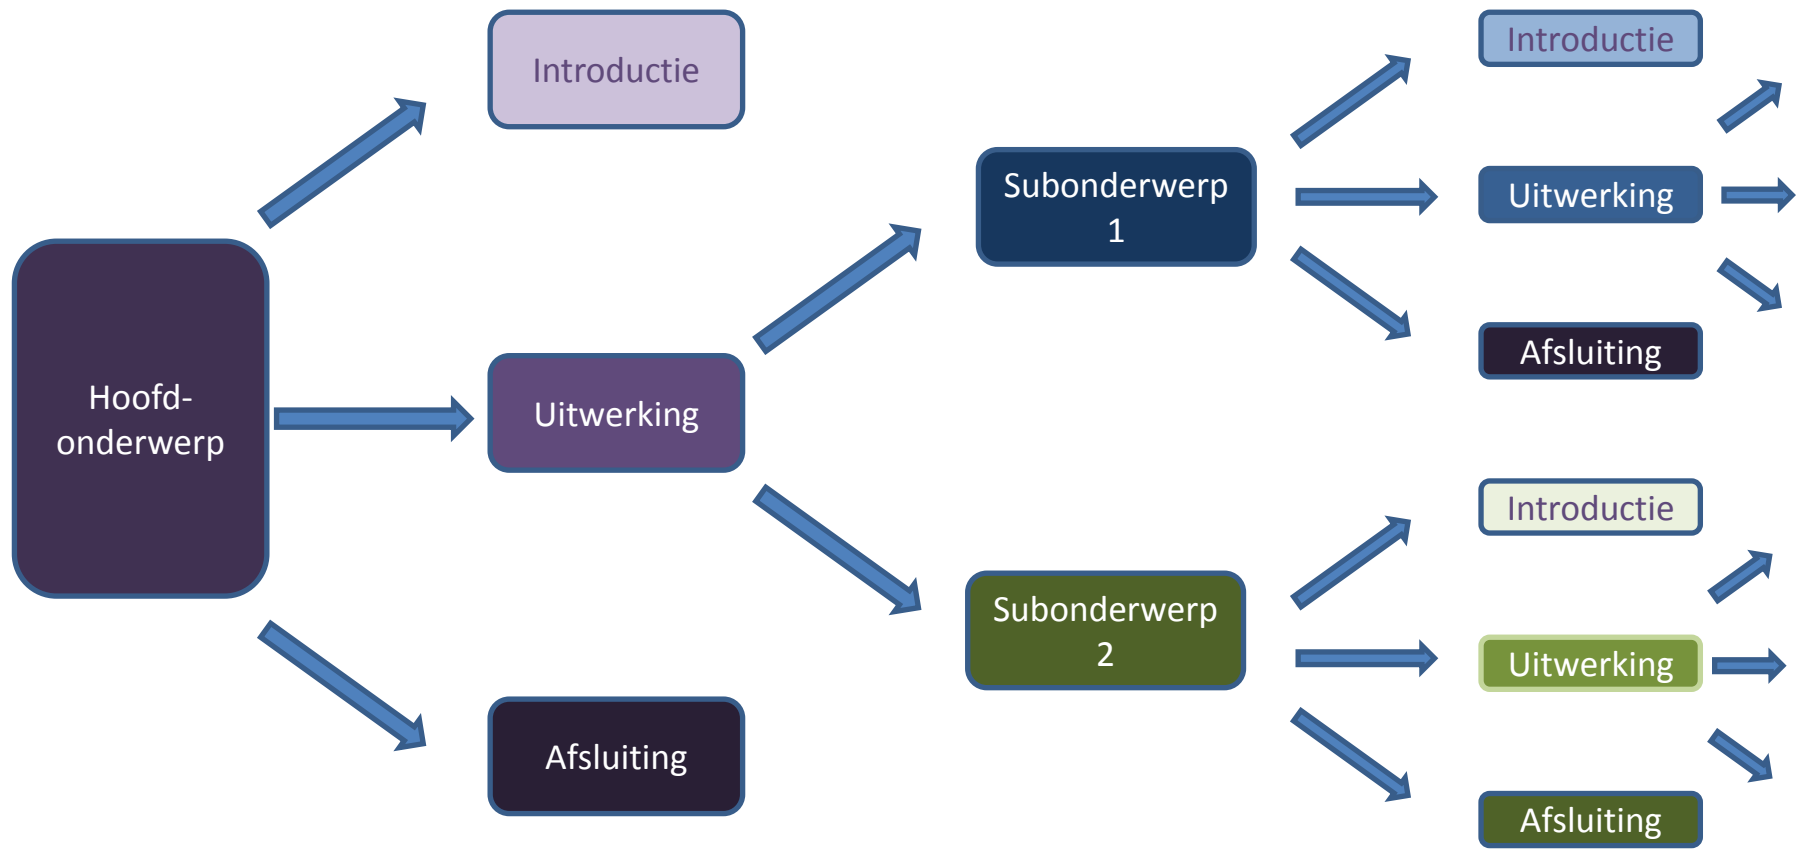 Hoofd-
onderwerp
Introductie
Uitwerking
Afsluiting
Subonderwerp
1
Subonderwerp
2
Introductie
Uitwerking
Afsluiting
Introductie
Uitwerking
Afsluiting